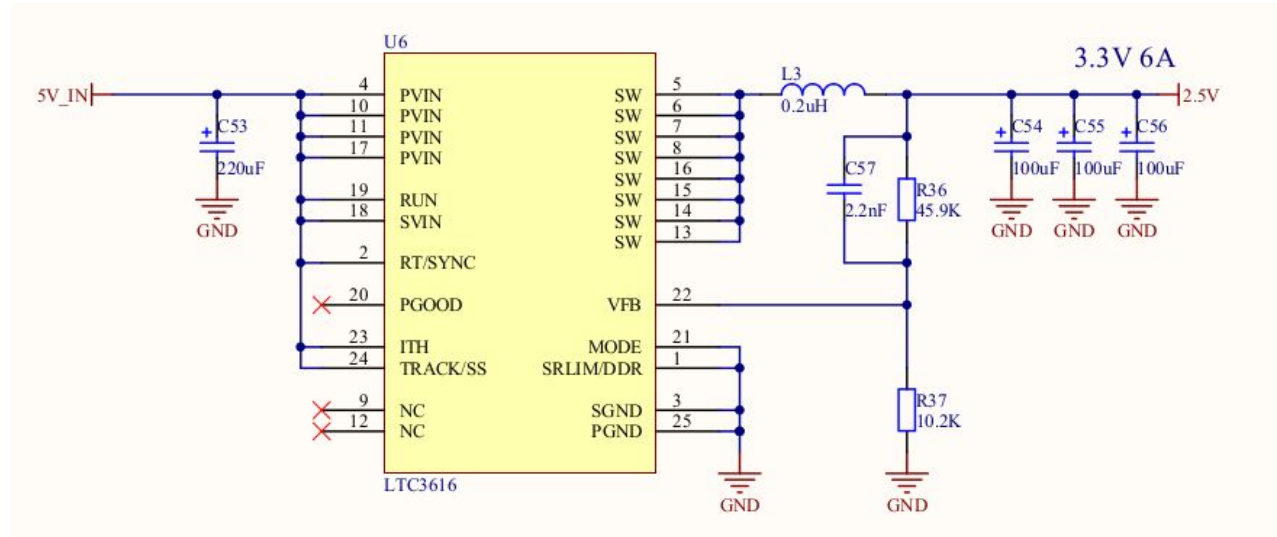 U6
3.3V 6A
5V_IN
4 PVIN
10 PVIN
11 PVIN
17 PVIN
19 RUN
18 SVIN
2 RT/SYNC
20 PGOOD
23 ITH
24 TRACK/SS
9 NC
12 NC
SW 5
SW 6
SW 7
SW 8
SW 16
SW 15
SW 14
SW 13
VFB 22
MODE 21
SRLIM/DDR 1
SGND 3
PGND 25
LTC3616
+ C53
220uF
GND
L3
0.2uH
2.5V
C57
2.2nF
R36
45.9K
+ C54
100uF
GND
+ C55
100uF
GND
+ C56
100uF
GND
R37
10.2K
GND
GND